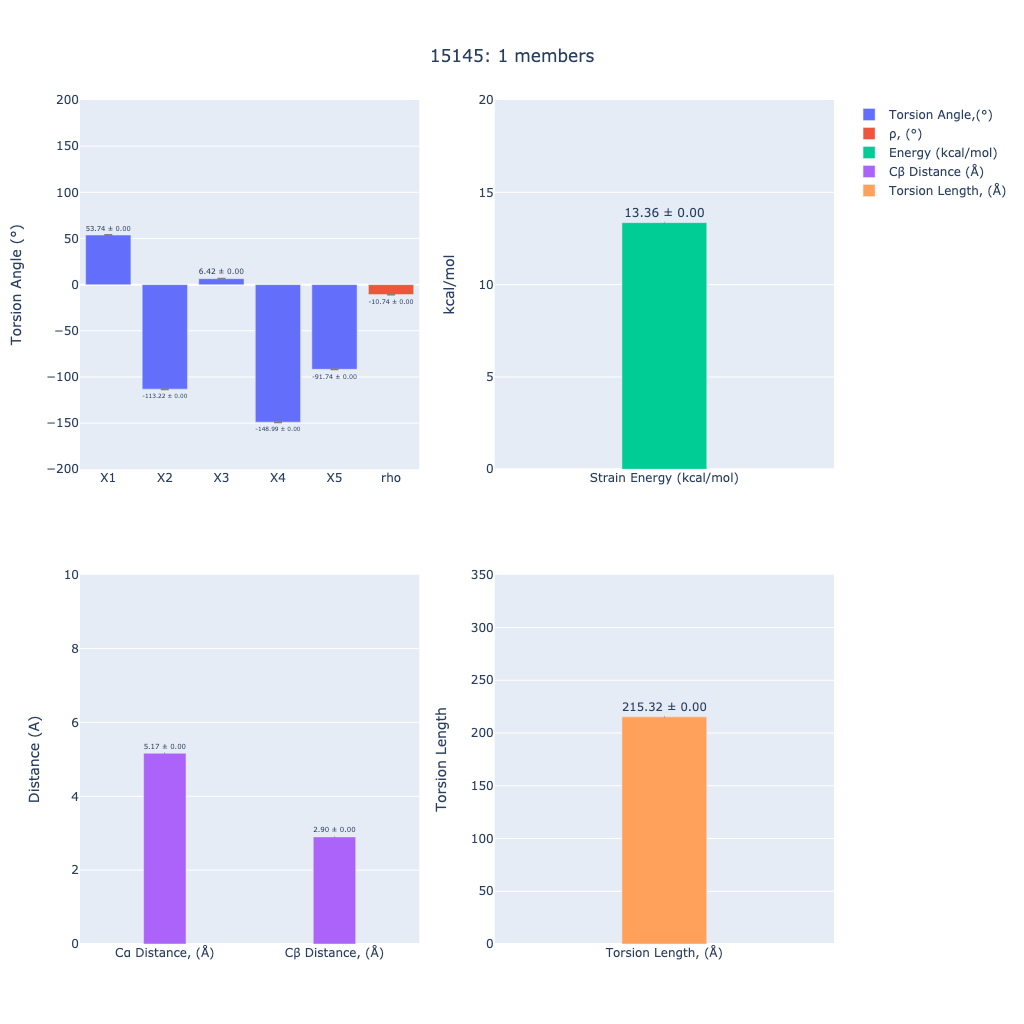 15145: 1 members
Torsion Angle (°)
200
150
100
50
0
−50
−100
−150
−200
53.74 ± 0.00
-113.22 ± 0.00
6.42 ± 0.00
-148.99 ± 0.00
-91.74 ± 0.00
-10.74 ± 0.00
X1 X2 X3 X4 X5 rho
kcal/mol
20
15
10
5
0
13.36 ± 0.00
Strain Energy (kcal/mol)
Torsion Angle,(°)
ρ, (°)
Energy (kcal/mol)
Cβ Distance (Å)
Torsion Length, (Å)
Distance (A)
10
8
6
4
2
0
5.17 ± 0.00
2.90 ± 0.00
Cα Distance, (Å) Cβ Distance, (Å)
Torsion Length
350
300
250
200
150
100
50
0
215.32 ± 0.00
Torsion Length, (Å)